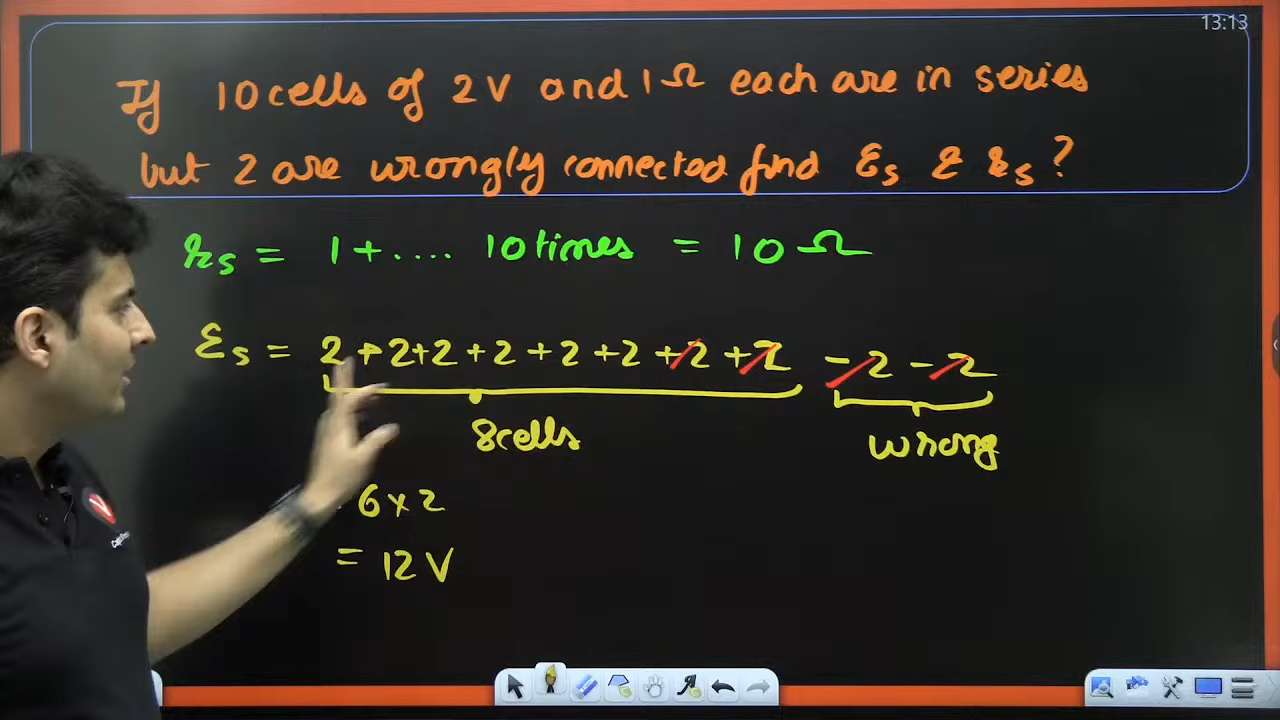 13:13
If 10 cells of 2 V and 1 Ω each are in series
but 2 are wrongly connected find Ɛs & rs ?
rs = 1 + .... 10 times = 10 Ω
Ɛs = 2 + 2 + 2 + 2 + 2 + 2 + 2 + 2 - 2 - 2
8 cells wrong
6 × 2
= 12 V